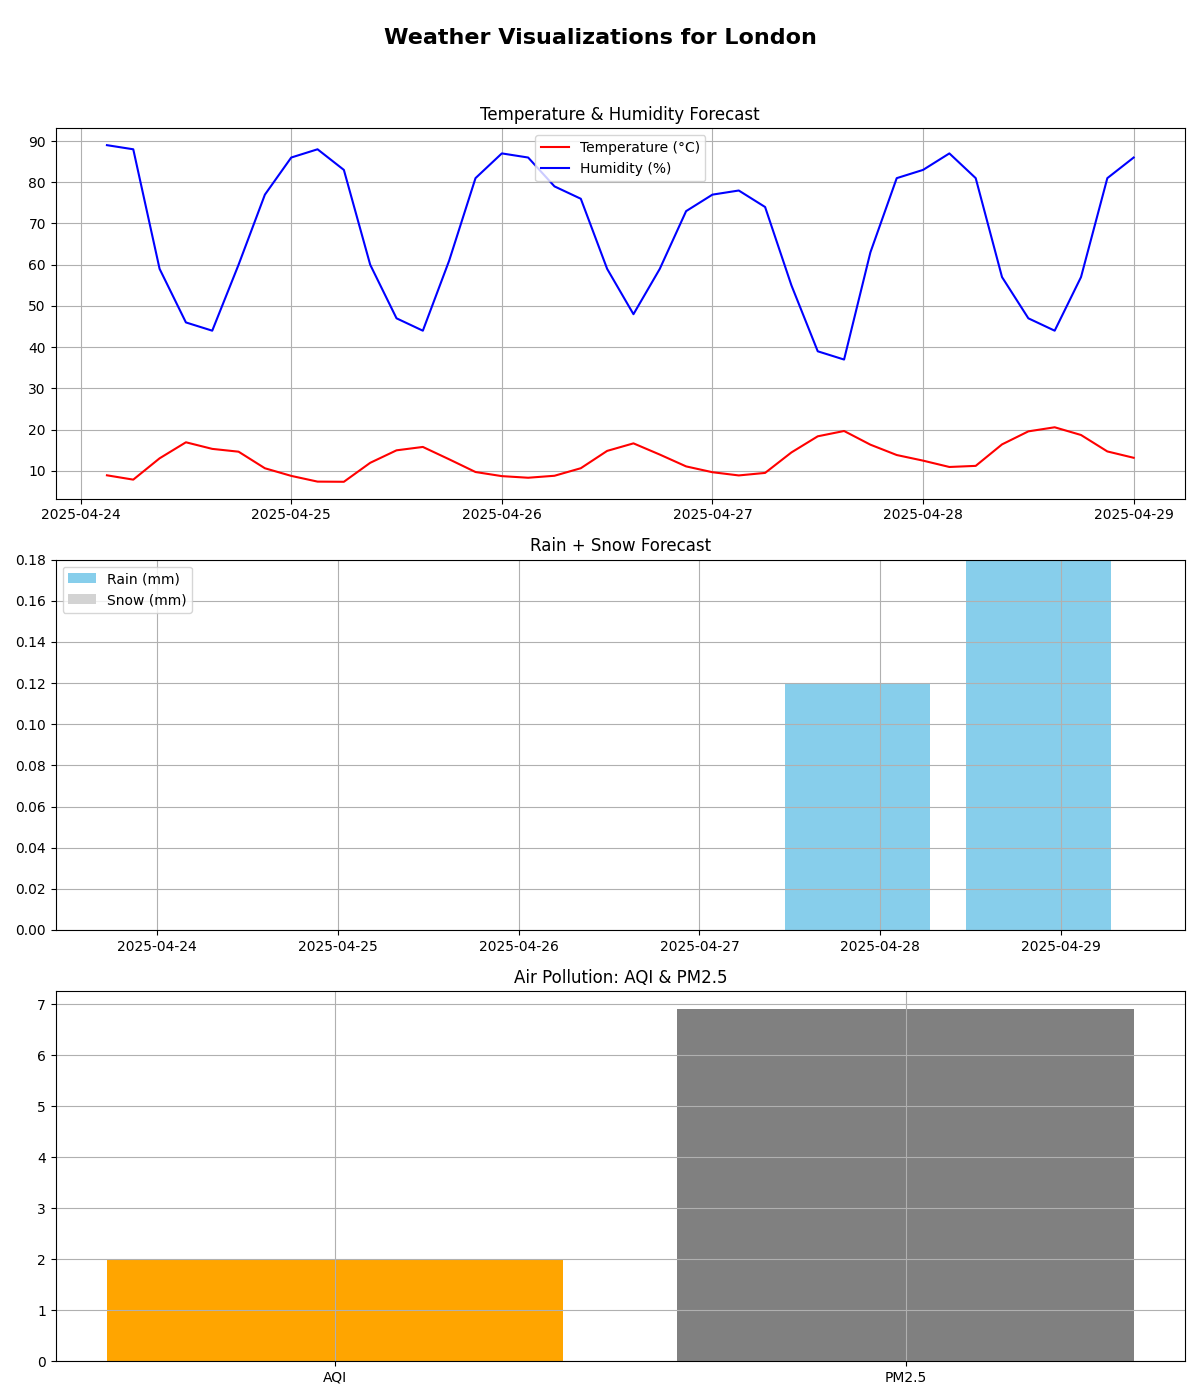 Weather Visualizations for London
Temperature & Humidity Forecast
Temperature (°C)
Humidity (%)
90
80
70
60
50
40
30
20
10
2025-04-24 2025-04-25 2025-04-26 2025-04-27 2025-04-28 2025-04-29
Rain + Snow Forecast
Rain (mm)
Snow (mm)
0.18
0.16
0.14
0.12
0.10
0.08
0.06
0.04
0.02
0.00
2025-04-24 2025-04-25 2025-04-26 2025-04-27 2025-04-28 2025-04-29
Air Pollution: AQI & PM2.5
7
6
5
4
3
2
1
0
AQI PM2.5